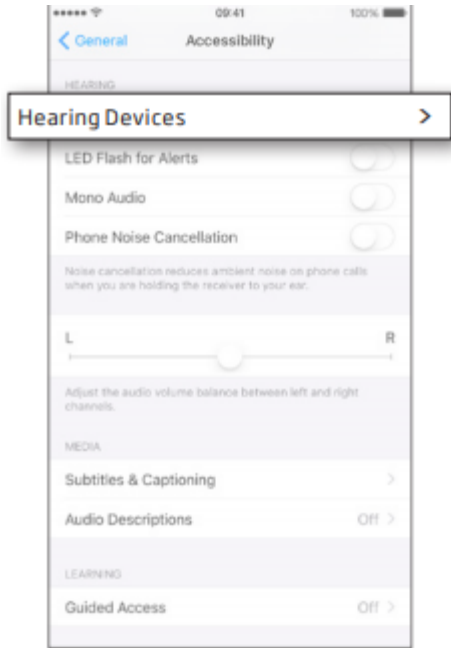 09:41
100%
General
Accessibility
HEARING
Hearing Devices
LED Flash for Alerts
Mono Audio
Phone Noise Cancellation
Noise cancellation reduces ambient noise on phone calls
when you are holding the receiver to your ear.
L R
Adjust the audio volume balance between left and right
channels.
MEDIA
Subtitles & Captioning
Audio Descriptions Off
LEARNING
Guided Access Off